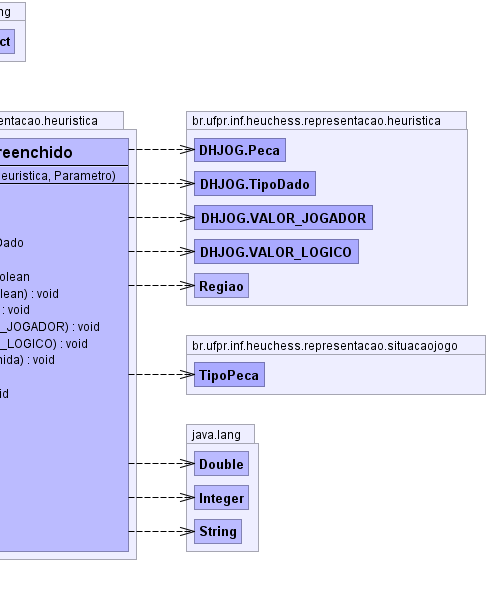 ng
ct
entacao.heuristica
reenchido
euristica, Parametro)
Dado
olean
lean) : void
: void
_JOGADOR) : void
_LOGICO) : void
nida) : void
id
br.ufpr.inf.heuchess.representacao.heuristica
DHJOG.Peca
DHJOG.TipoDado
DHJOG.VALOR_JOGADOR
DHJOG.VALOR_LOGICO
Regiao
br.ufpr.inf.heuchess.representacao.situacaojogo
TipoPeca
java.lang
Double
Integer
String